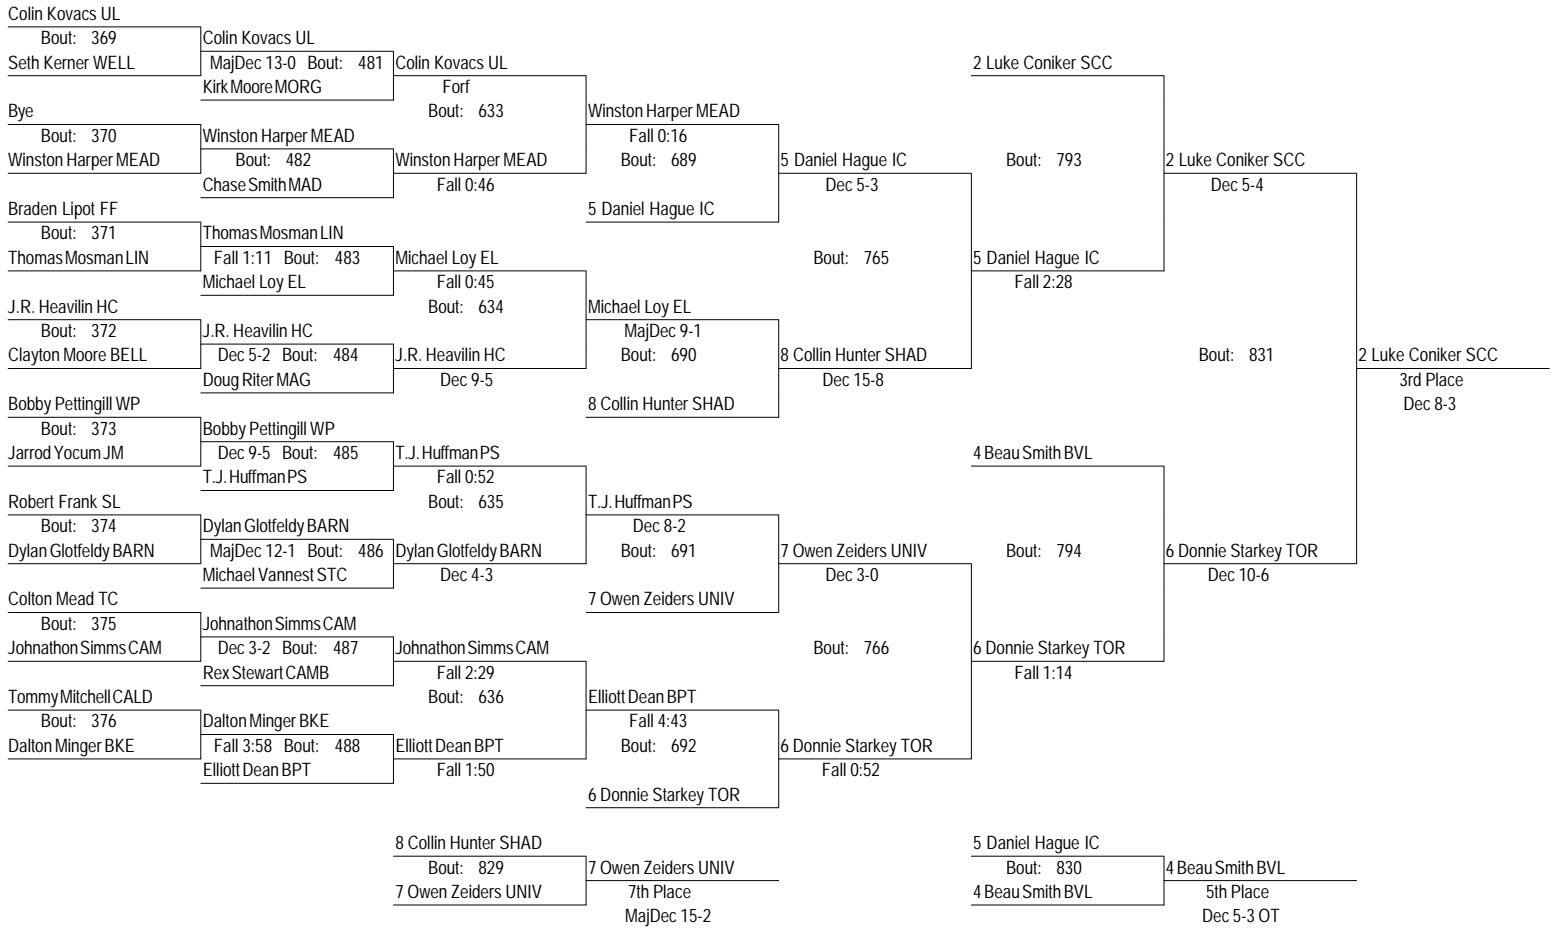 Colin Kovacs UL
Bout: 369
Seth Kerner WELL
Bye
Bout: 370
Winston Harper MEAD
Braden Lipot FF
Bout: 371
Thomas Mosman LIN
J.R. Heavilin HC
Bout: 372
Clayton Moore BELL
Bobby Pettingill WP
Bout: 373
Jarrod Yocum JM
Robert Frank SL
Bout: 374
Dylan Glotfeldy BARN
Colton Mead TC
Bout: 375
Johnathon Simms CAM
Tommy Mitchell CALD
Bout: 376
Dalton Minger BKE
Colin Kovacs UL
MajDec 13-0 Bout: 481
Kirk Moore MORG
Winston Harper MEAD
Bout: 482
Chase Smith MAD
Thomas Mosman LIN
Fall 1:11 Bout: 483
Michael Loy EL
J.R. Heavilin HC
Dec 5-2 Bout: 484
Doug Riter MAG
Bobby Pettingill WP
Dec 9-5 Bout: 485
T.J. Huffman PS
Dylan Glotfeldy BARN
MajDec 12-1 Bout: 486
Michael Vannest STC
Johnathon Simms CAM
Dec 3-2 Bout: 487
Rex Stewart CAMB
Dalton Minger BKE
Fall 3:58 Bout: 488
Elliott Dean BPT
Colin Kovacs UL
Forf
Bout: 633
Winston Harper MEAD
Fall 0:46
Michael Loy EL
Fall 0:45
Bout: 634
J.R. Heavilin HC
Dec 9-5
T.J. Huffman PS
Fall 0:52
Bout: 635
Dylan Glotfeldy BARN
Dec 4-3
Johnathon Simms CAM
Fall 2:29
Bout: 636
Elliott Dean BPT
Fall 1:50
Winston Harper MEAD
Fall 0:16
Bout: 689
5 Daniel Hague IC
Michael Loy EL
MajDec 9-1
Bout: 690
8 Collin Hunter SHAD
T.J. Huffman PS
Dec 8-2
Bout: 691
7 Owen Zeiders UNIV
Elliott Dean BPT
Fall 4:43
Bout: 692
6 Donnie Starkey TOR
5 Daniel Hague IC
Dec 5-3
Bout: 765
8 Collin Hunter SHAD
Dec 15-8
7 Owen Zeiders UNIV
Dec 3-0
Bout: 766
6 Donnie Starkey TOR
Fall 0:52
2 Luke Coniker SCC
Bout: 793
5 Daniel Hague IC
Fall 2:28
4 Beau Smith BVL
Bout: 794
6 Donnie Starkey TOR
Fall 1:14
2 Luke Coniker SCC
Dec 5-4
Bout: 831
6 Donnie Starkey TOR
Dec 10-6
2 Luke Coniker SCC
3rd Place
Dec 8-3
8 Collin Hunter SHAD
Bout: 829
7 Owen Zeiders UNIV
7 Owen Zeiders UNIV
7th Place
MajDec 15-2
5 Daniel Hague IC
Bout: 830
4 Beau Smith BVL
4 Beau Smith BVL
5th Place
Dec 5-3 OT